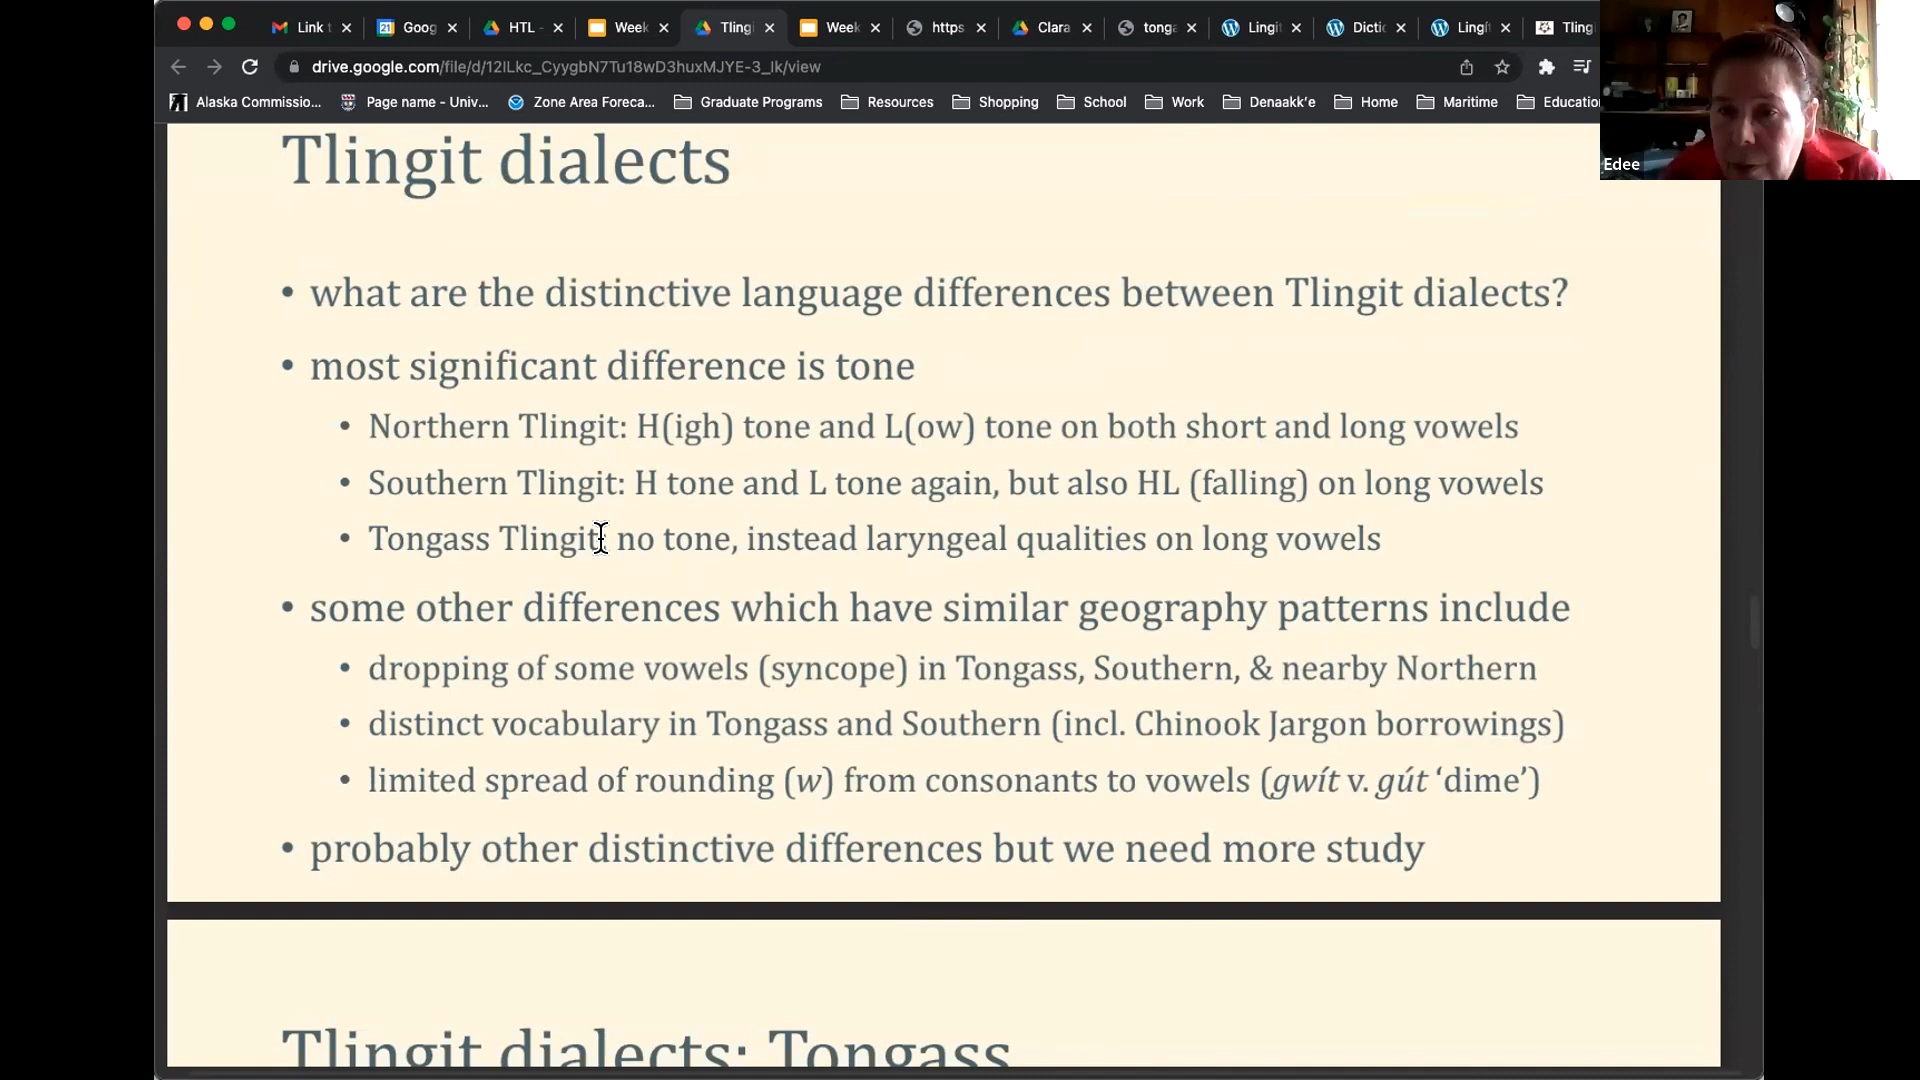 Link t
Goog
HTL -
Week
Tling
Week
https
Clara
tonga
Lingi
Dictio
Lingít
Tling
drive.google.com/file/d/12lLkc_CyygbN7Tu18wD3huxMJYE-3_lk/view
Alaska Commissio...
Page name - Univ...
Zone Area Foreca...
Graduate Programs
Resources
Shopping
School
Work
Denaakk'e
Home
Maritime
Educatio
Edee
Tlingit dialects
• what are the distinctive language differences between Tlingit dialects?
• most significant difference is tone
• Northern Tlingit: H(igh) tone and L(ow) tone on both short and long vowels
• Southern Tlingit: H tone and L tone again, but also HL (falling) on long vowels
• Tongass Tlingit: no tone, instead laryngeal qualities on long vowels
• some other differences which have similar geography patterns include
• dropping of some vowels (syncope) in Tongass, Southern, & nearby Northern
• distinct vocabulary in Tongass and Southern (incl. Chinook Jargon borrowings)
• limited spread of rounding (w) from consonants to vowels (gwít v. gút ‘dime’)
• probably other distinctive differences but we need more study
Tlingit dialects: Tongass